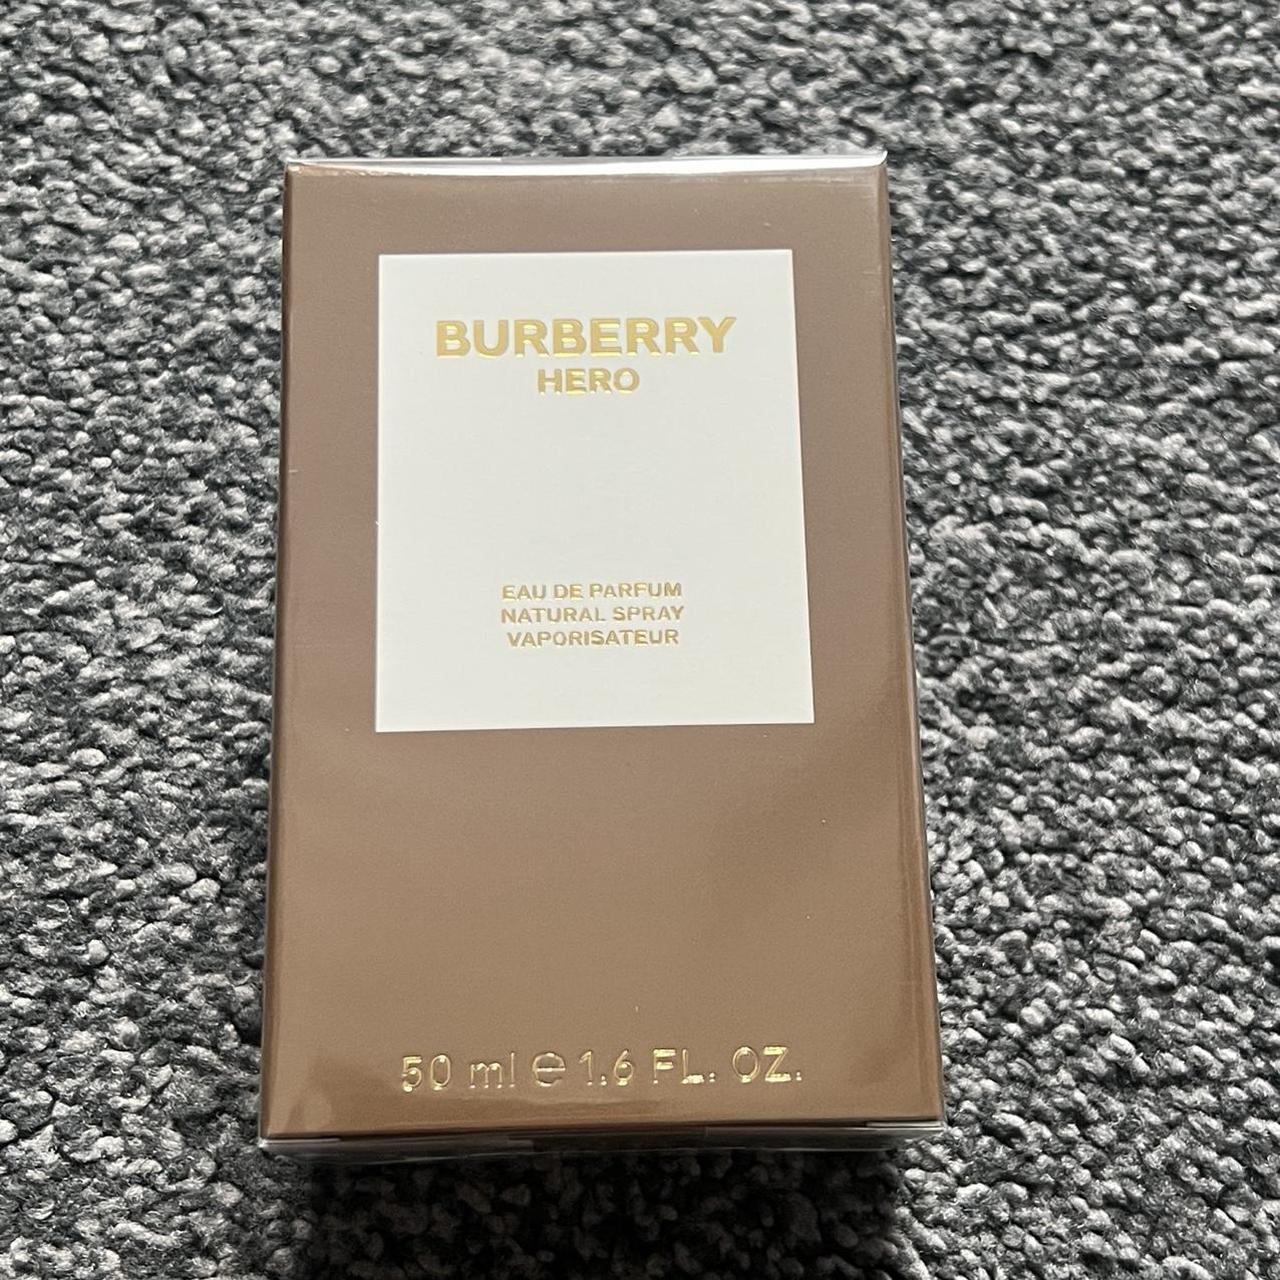 BURBERRY
HERO
EAU DE PARFUM
NATURAL SPRAY
VAPORISATEUR
50 ml e 1.6 FL. OZ.